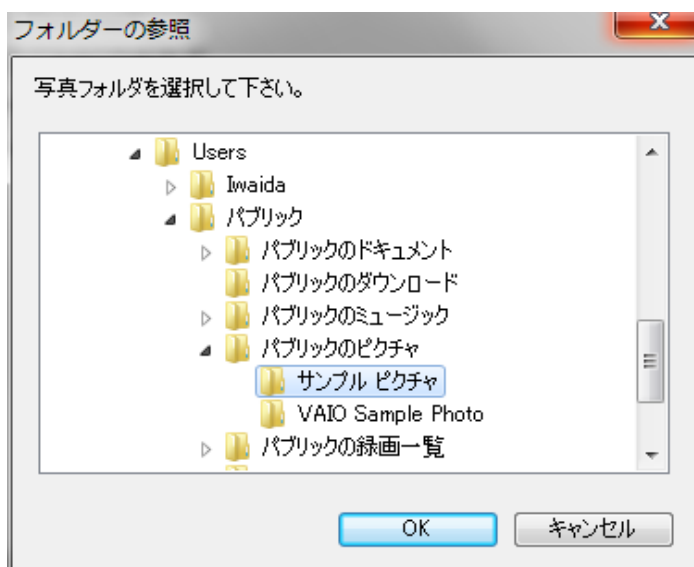 フォルダーの参照
写真フォルダを選択して下さい。
Users
Iwaida
パブリック
パブリックのドキュメント
パブリックのダウンロード
パブリックのミュージック
パブリックのピクチャ
サンプル ピクチャ
VAIO Sample Photo
パブリックの録画一覧
OK
キャンセル